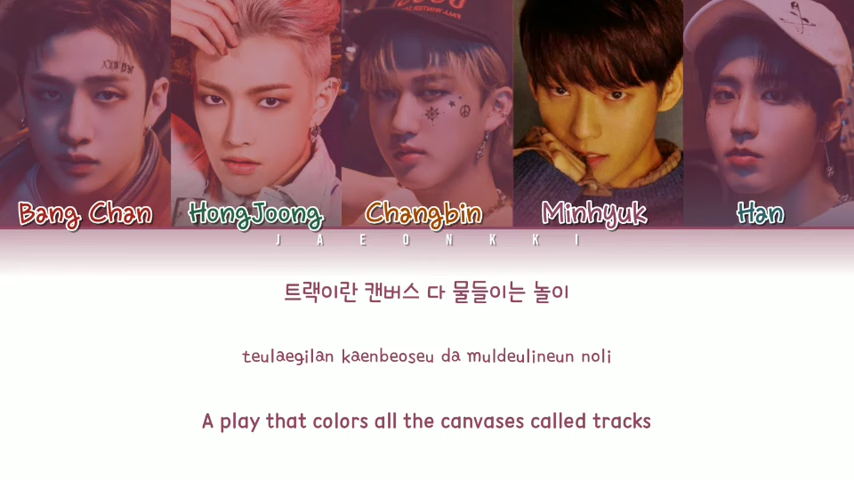 Bang Chan HongJoong Changbin Minhyuk Han
JAEONKKI
트랙이란 캔버스 다 물들이는 놀이
teulaegilan kaenbeoseu da muldeulineun noli
A play that colors all the canvases called tracks